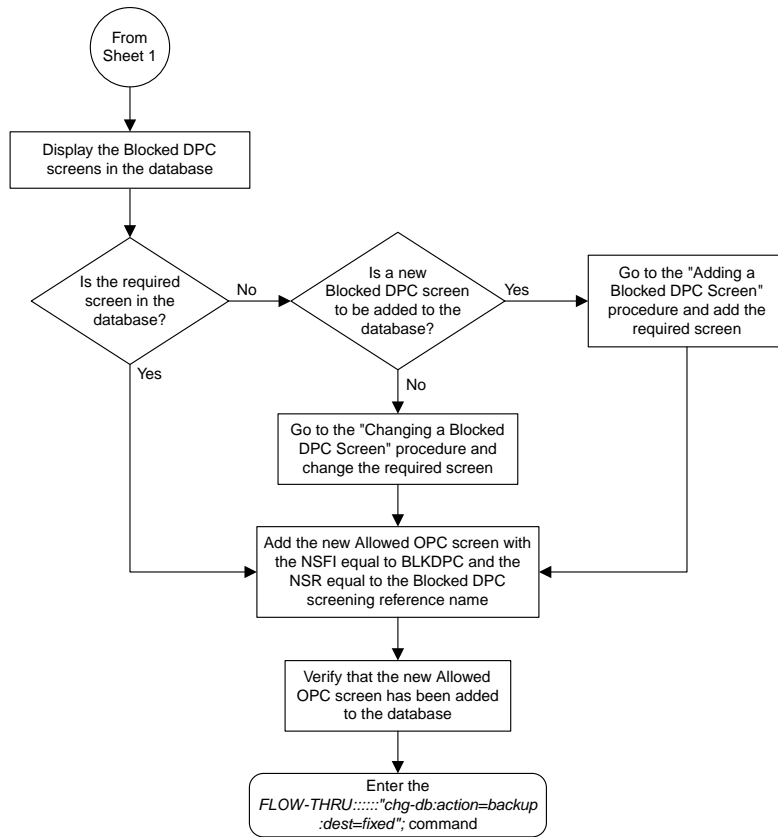 From
Sheet 1
Display the Blocked DPC
screens in the database
Is the required
screen in the
database?
No
Is a new
Blocked DPC screen
to be added to the
database?
Yes
Go to the "Adding a
Blocked DPC Screen"
procedure and add the
required screen
Yes
No
Go to the "Changing a Blocked
DPC Screen" procedure and
change the required screen
Add the new Allowed OPC screen with
the NSFI equal to BLKDPC and the
NSR equal to the Blocked DPC
screening reference name
Verify that the new Allowed
OPC screen has been added
to the database
Enter the
FLOW-THRU::::::"chg-db:action=backup
:dest=fixed"; command